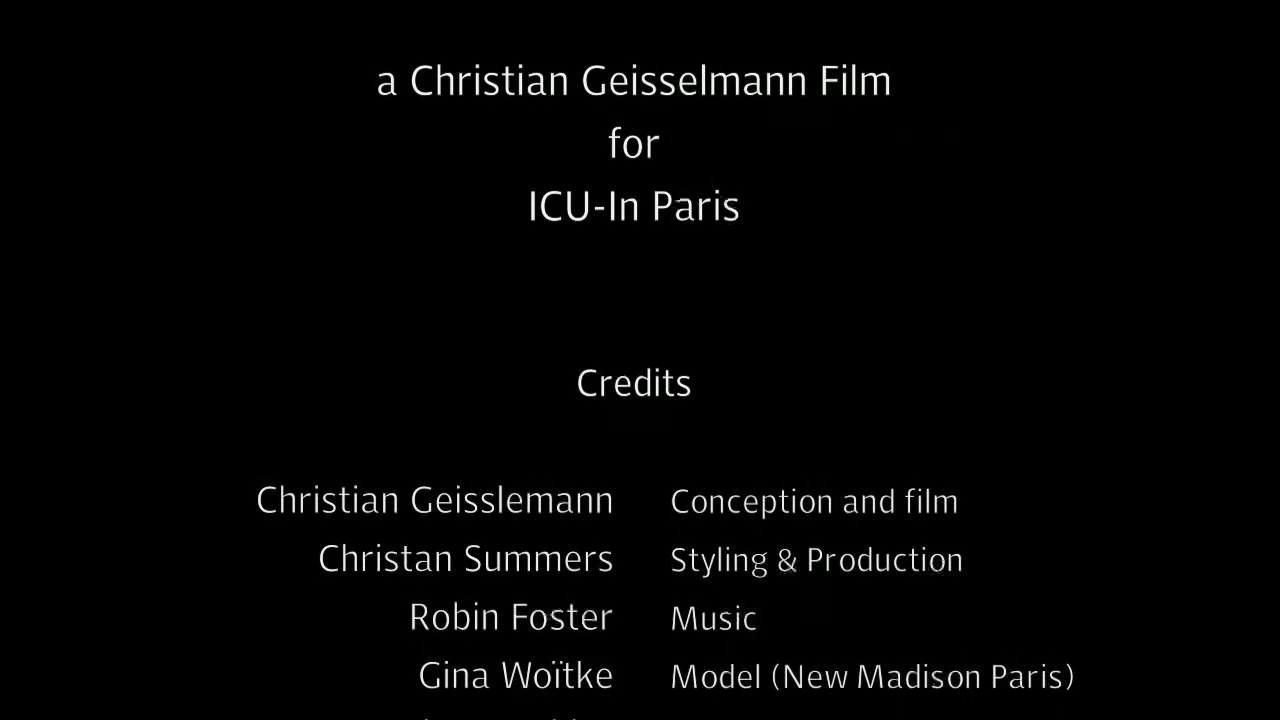 a Christian Geisselmann Film
for
ICU-In Paris
Credits
Christian Geisslemann Conception and film
Christan Summers Styling & Production
Robin Foster Music
Gina Woïtke Model (New Madison Paris)